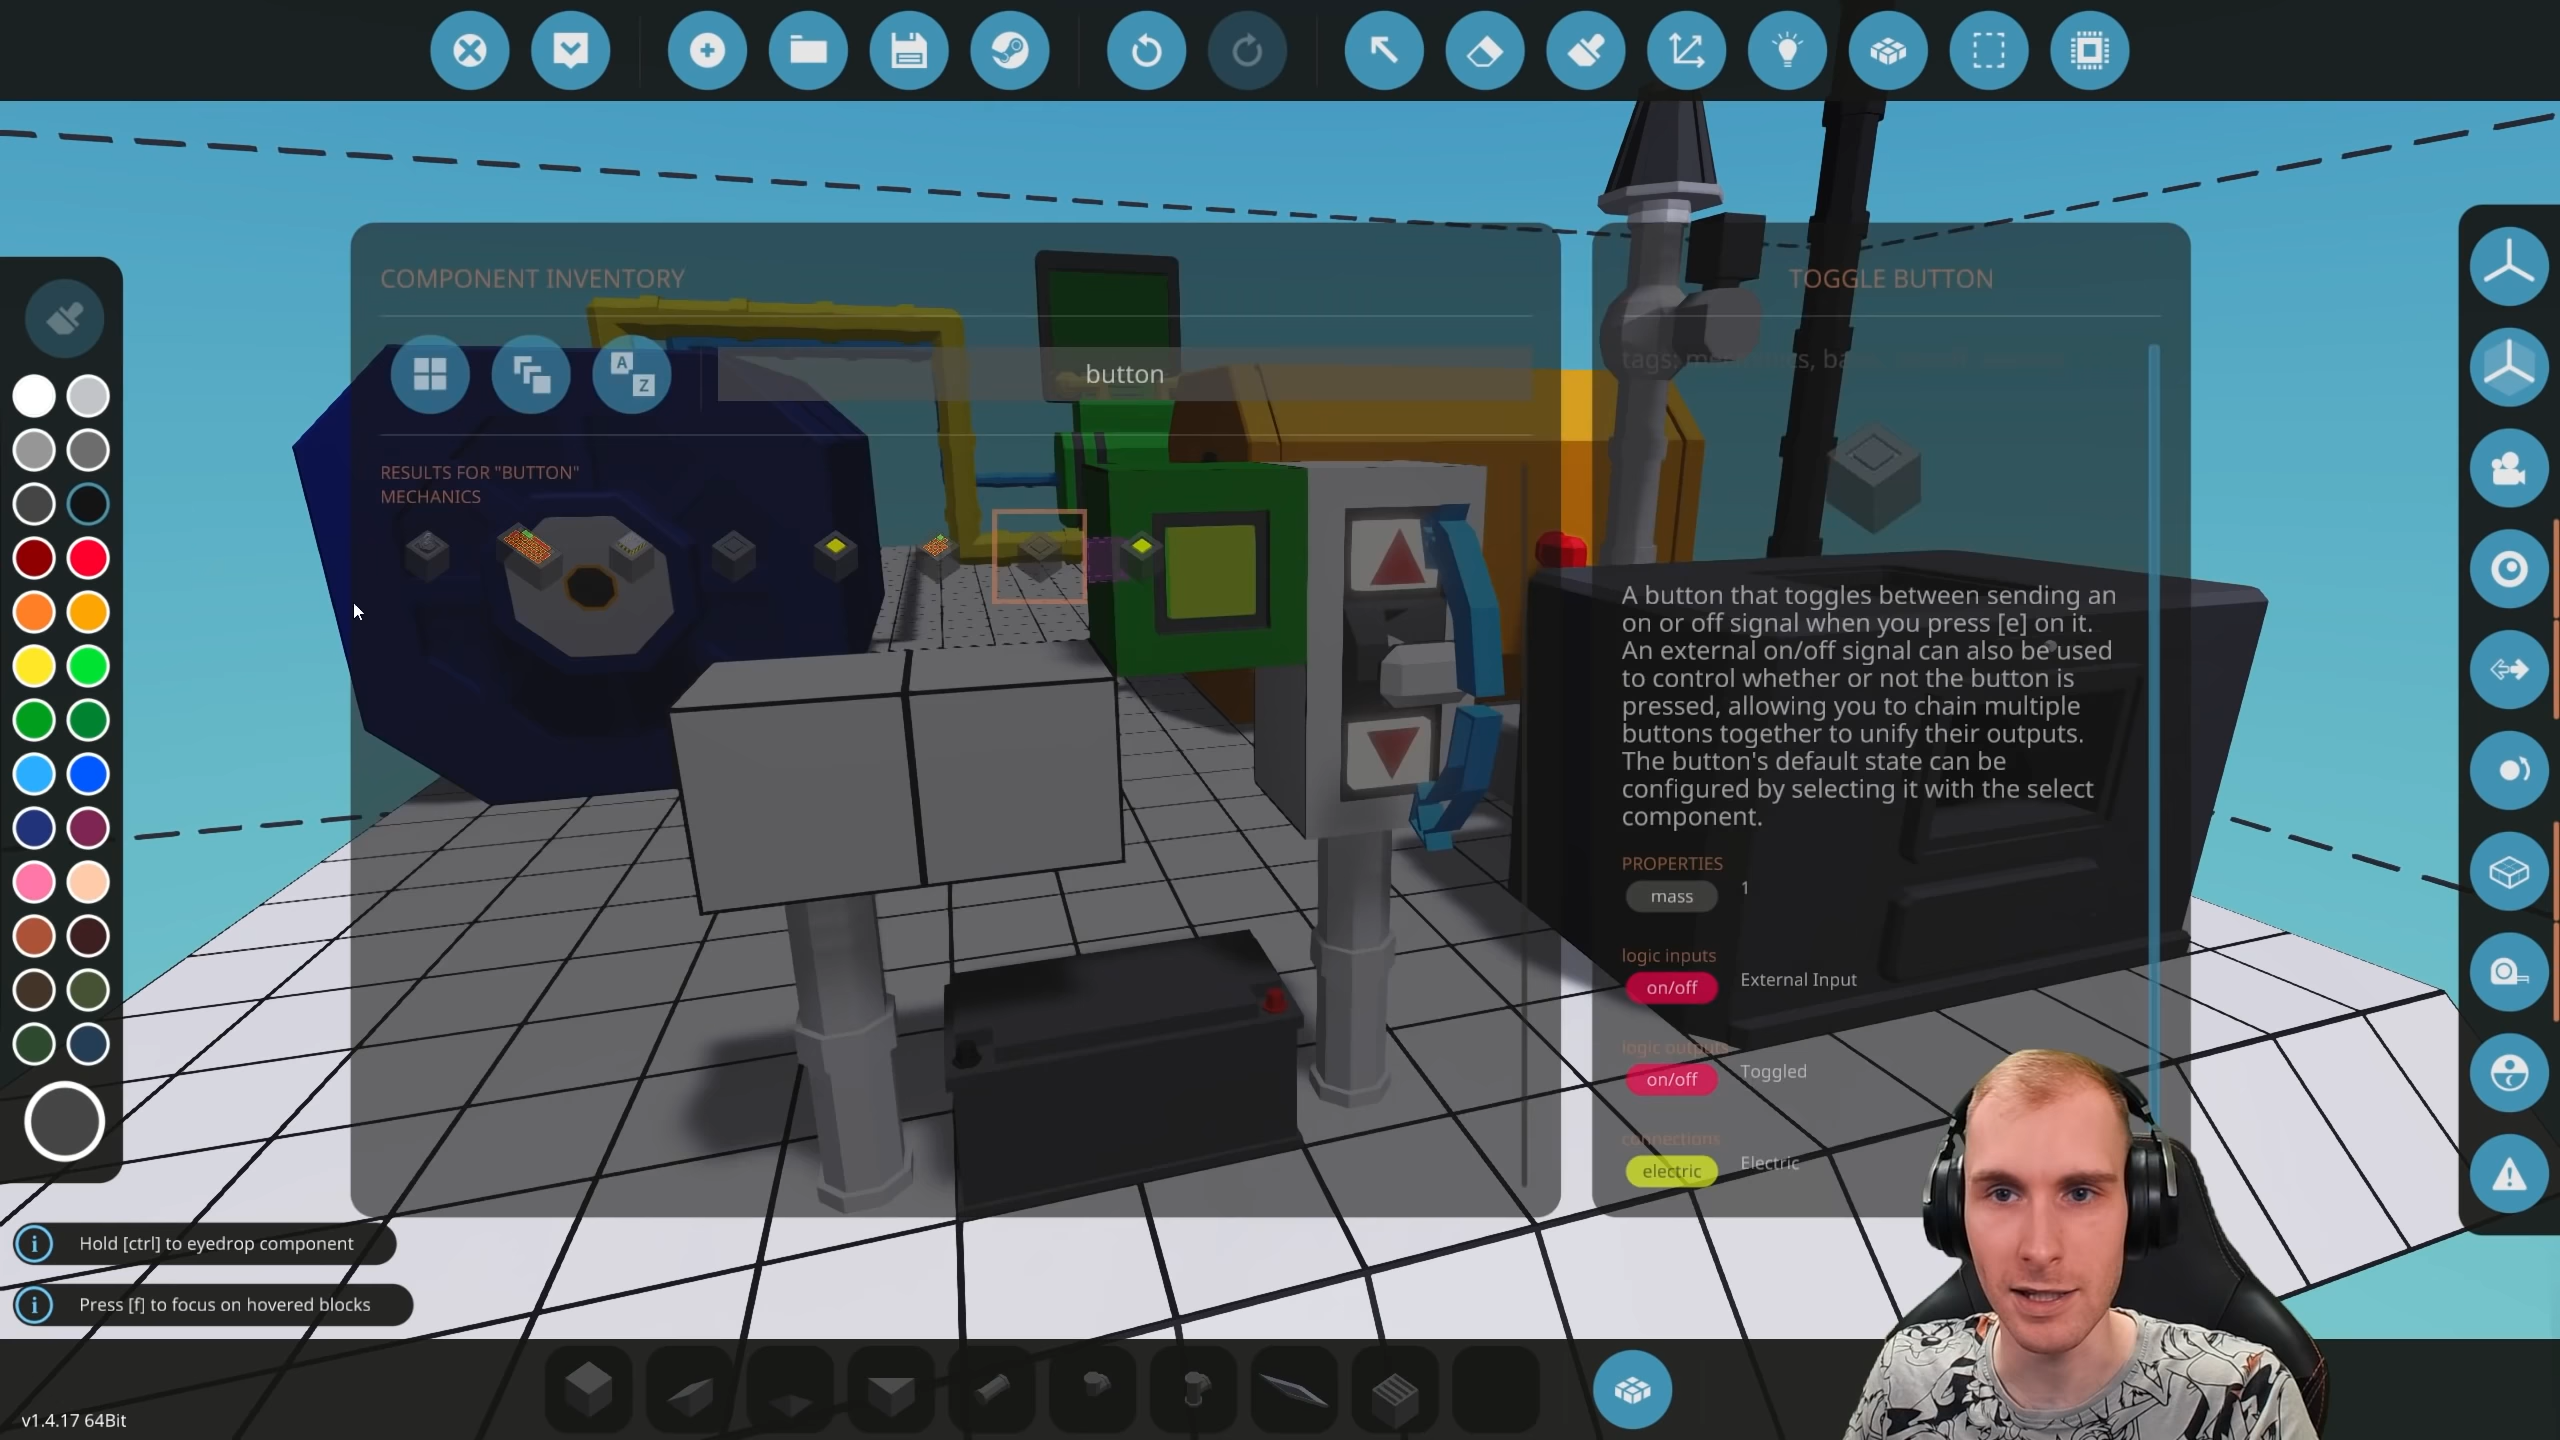 COMPONENT INVENTORY
A
Z
button
RESULTS FOR "BUTTON"
MECHANICS
TOGGLE BUTTON
tags:
A button that toggles between sending an
on or off signal when you press [e] on it.
An external on/off signal can also be used
to control whether or not the button is
pressed, allowing you to chain multiple
buttons together to unify their outputs.
The button's default state can be
configured by selecting it with the select
component.
PROPERTIES
mass 1
logic inputs
on/off External Input
logic outputs
on/off Toggled
connections
electric Electric
Hold [ctrl] to eyedrop component
Press [f] to focus on hovered blocks
v1.4.17 64Bit